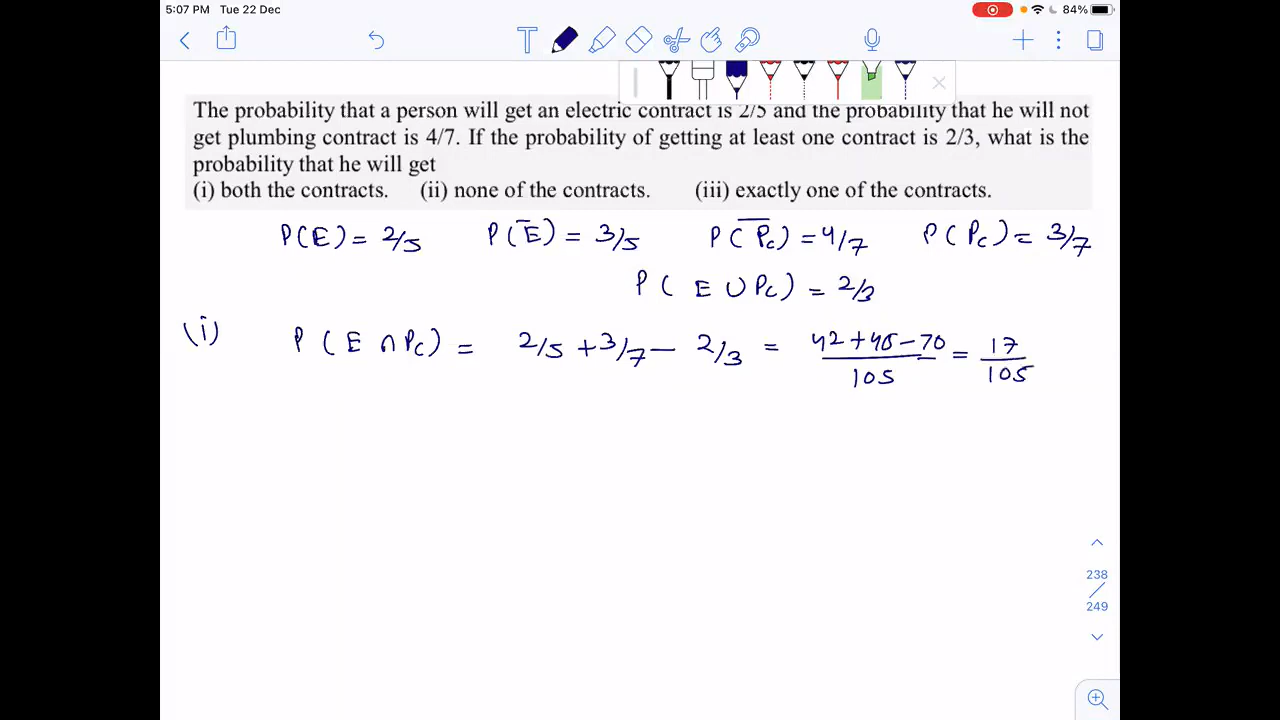 5:07 PM Tue 22 Dec 84%
T
The probability that a person will get an electric contract is 2/5 and the probability that he will not
get plumbing contract is 4/7. If the probability of getting at least one contract is 2/3, what is the
probability that he will get
(i) both the contracts. (ii) none of the contracts. (iii) exactly one of the contracts.
P(E) = 2/5 P(E̅) = 3/5 P(P̅c̅) = 4/7 P(Pc) = 3/7
P(E ∪ Pc) = 2/3
(i) P(E ∩ Pc) = 2/5 + 3/7 − 2/3 = (42 + 45 − 70)/105 = 17/105
238
/
249